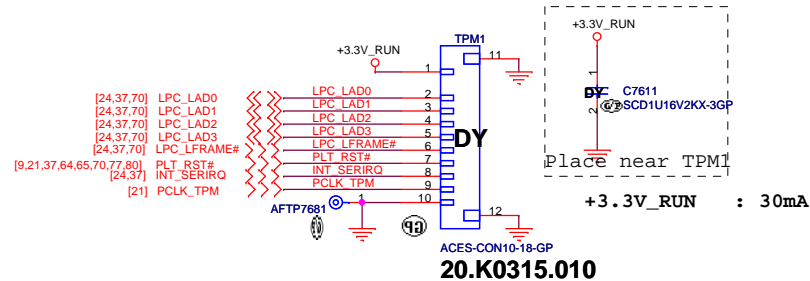 TPM1
+3.3V_RUN
11
1
[24,37,70] LPC_LAD0 LPC_LAD0 2
[24,37,70] LPC_LAD1 LPC_LAD1 3
[24,37,70] LPC_LAD2 LPC_LAD2 4
[24,37,70] LPC_LAD3 LPC_LAD3 5
[24,37,70] LPC_LFRAME# LPC_LFRAME# 6
[9,21,37,64,65,70,77,80] PLT_RST# PLT_RST# 7
[24,37] INT_SERIRQ INT_SERIRQ 8
[21] PCLK_TPM PCLK_TPM 9
AFTP7681 1 10
DY
12
ACES-CON10-18-GP
20.K0315.010
+3.3V_RUN
1
DY C7611
SCD1U16V2KX-3GP
2
Place near TPM1
+3.3V_RUN : 30mA